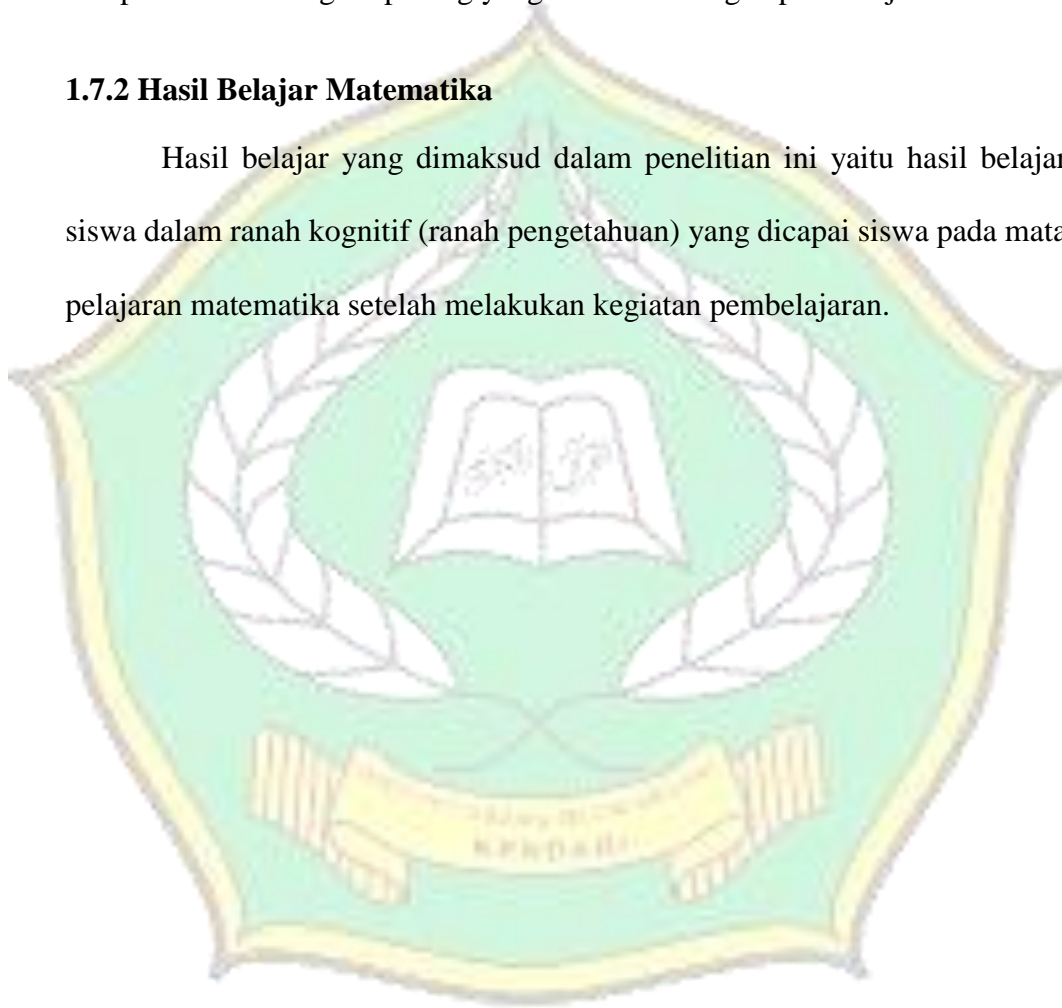 1.7.2 Hasil Belajar Matematika
Hasil belajar yang dimaksud dalam penelitian ini yaitu hasil belajar
siswa dalam ranah kognitif (ranah pengetahuan) yang dicapai siswa pada mata
pelajaran matematika setelah melakukan kegiatan pembelajaran.
KENDARI